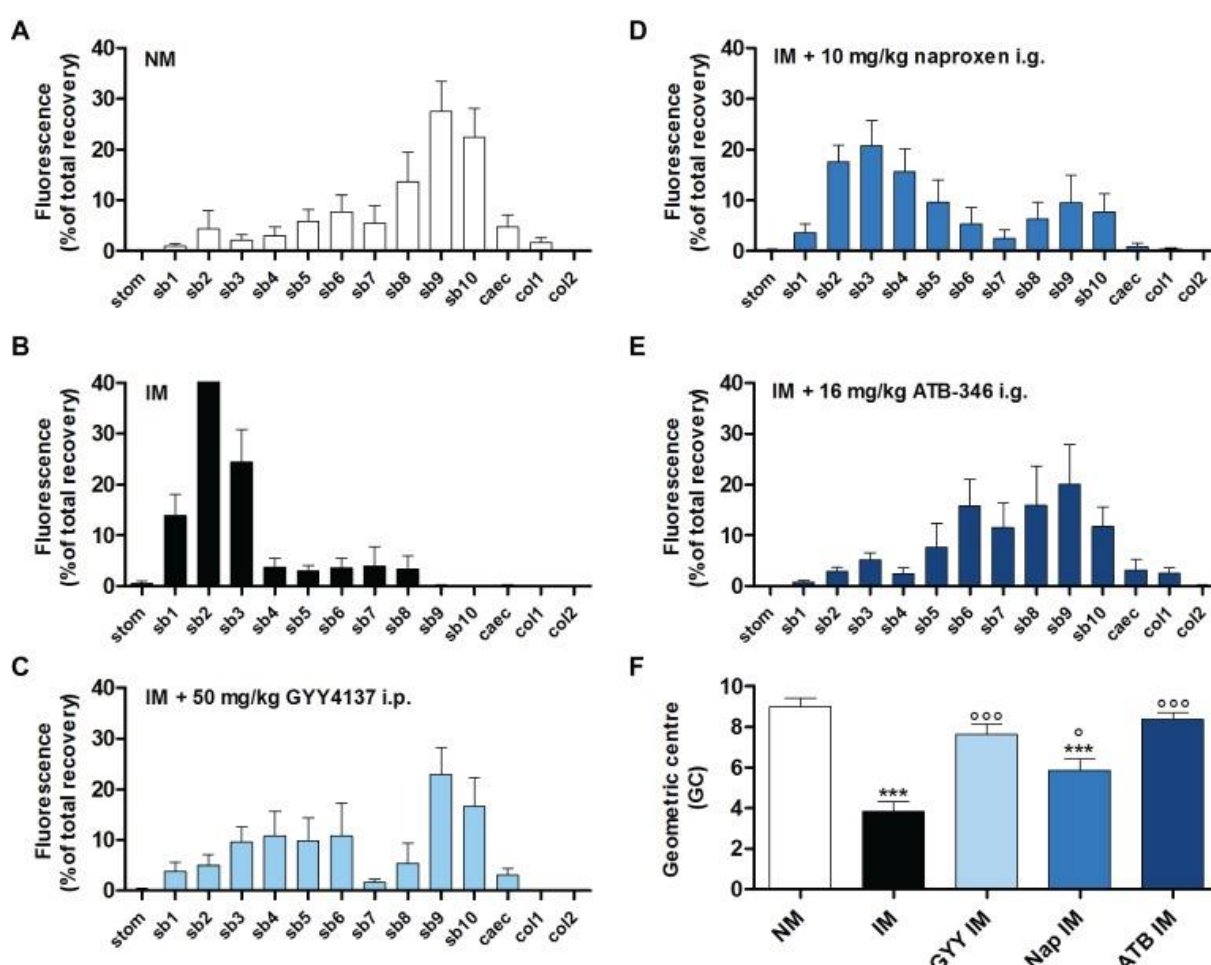 A
NM
Fluorescence
(% of total recovery)
40
30
20
10
0
stom sb1 sb2 sb3 sb4 sb5 sb6 sb7 sb8 sb9 sb10 caec col1 col2
B
IM
Fluorescence
(% of total recovery)
40
30
20
10
0
stom sb1 sb2 sb3 sb4 sb5 sb6 sb7 sb8 sb9 sb10 caec col1 col2
C
IM + 50 mg/kg GYY4137 i.p.
Fluorescence
(% of total recovery)
40
30
20
10
0
stom sb1 sb2 sb3 sb4 sb5 sb6 sb7 sb8 sb9 sb10 caec col1 col2
D
IM + 10 mg/kg naproxen i.g.
Fluorescence
(% of total recovery)
40
30
20
10
0
stom sb1 sb2 sb3 sb4 sb5 sb6 sb7 sb8 sb9 sb10 caec col1 col2
E
IM + 16 mg/kg ATB-346 i.g.
Fluorescence
(% of total recovery)
40
30
20
10
0
stom sb1 sb2 sb3 sb4 sb5 sb6 sb7 sb8 sb9 sb10 caec col1 col2
F
Geometric centre
(GC)
10
8
6
4
2
0
***
°°°
°
***
°°°
NM IM GYY IM Nap IM ATB IM